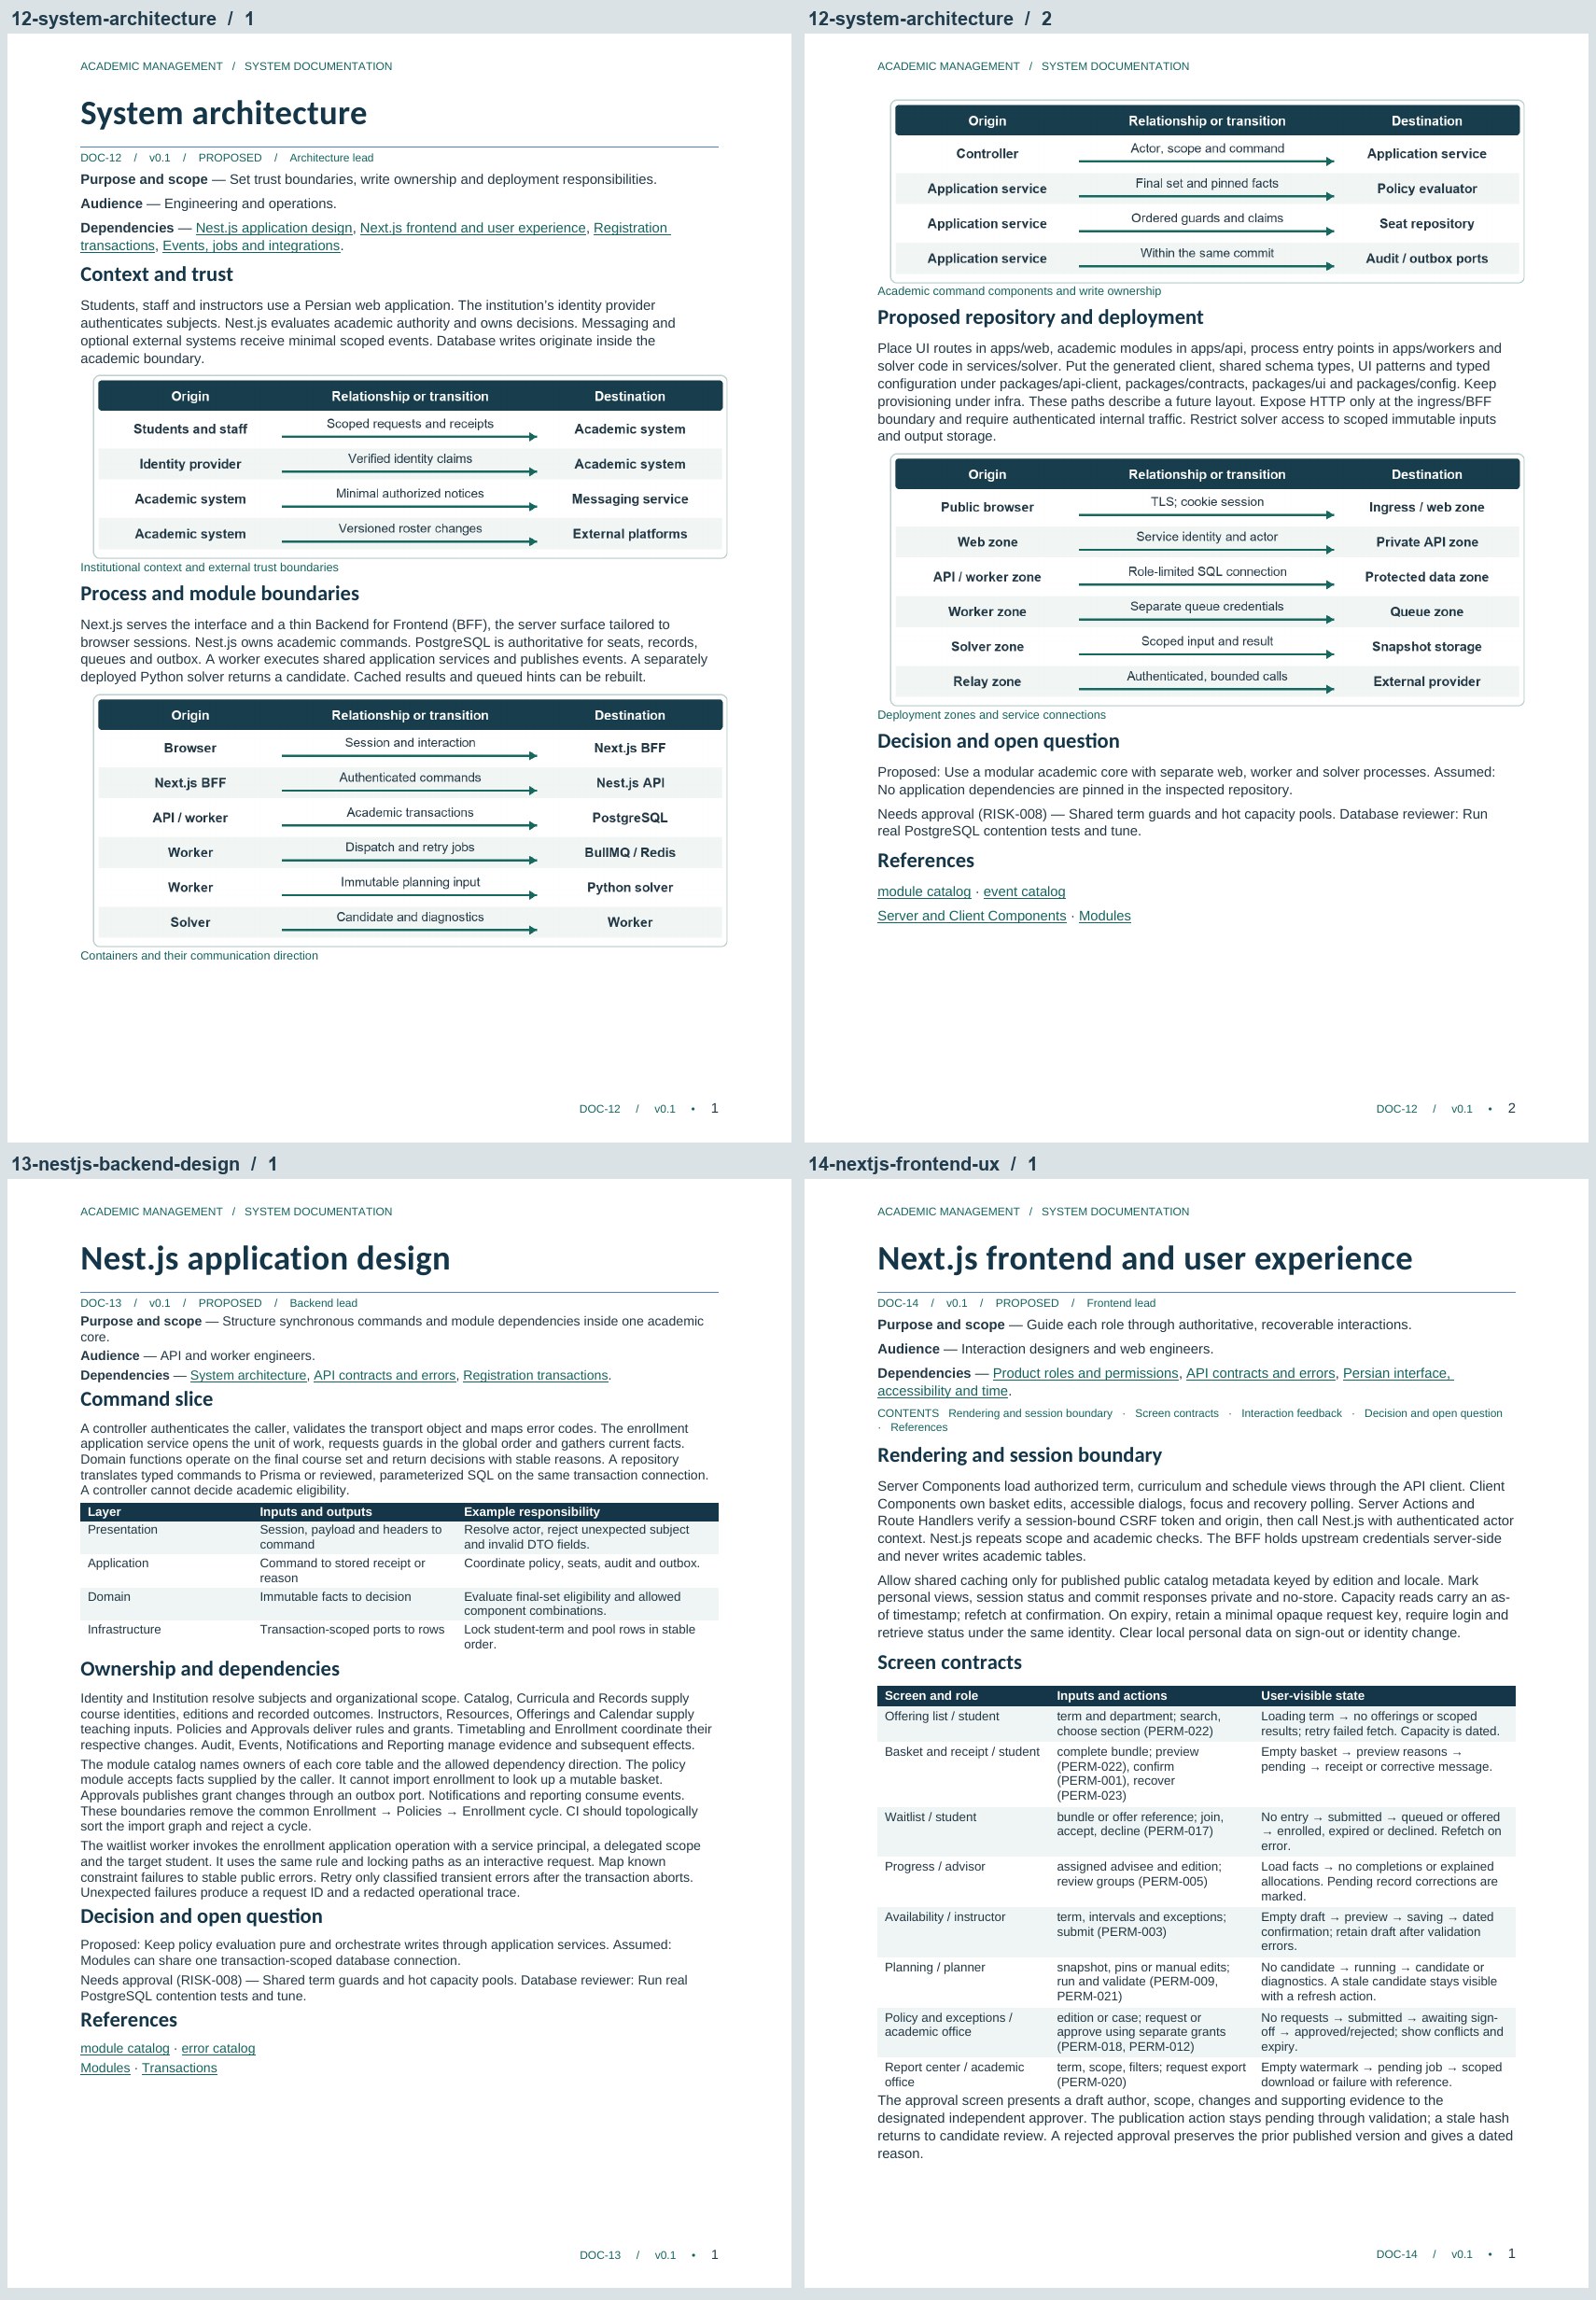 12-system-architecture / 1
ACADEMIC MANAGEMENT / SYSTEM DOCUMENTATION
System architecture
DOC-12 / v0.1 / PROPOSED / Architecture lead
Purpose and scope — Set trust boundaries, write ownership and deployment responsibilities.
Audience — Engineering and operations.
Dependencies — Nest.js application design, Next.js frontend and user experience, Registration
transactions, Events, jobs and integrations.
Context and trust
Students, staff and instructors use a Persian web application. The institution's identity provider
authenticates subjects. Nest.js evaluates academic authority and owns decisions. Messaging and
optional external systems receive minimal scoped events. Database writes originate inside the
academic boundary.
Origin Relationship or transition Destination
Students and staff Scoped requests and receipts Academic system
Identity provider Verified identity claims Academic system
Academic system Minimal authorized notices Messaging service
Academic system Versioned roster changes External platforms
Institutional context and external trust boundaries
Process and module boundaries
Next.js serves the interface and a thin Backend for Frontend (BFF), the server surface tailored to
browser sessions. Nest.js owns academic commands. PostgreSQL is authoritative for seats, records,
queues and outbox. A worker executes shared application services and publishes events. A separately
deployed Python solver returns a candidate. Cached results and queued hints can be rebuilt.
Origin Relationship or transition Destination
Browser Session and interaction Next.js BFF
Next.js BFF Authenticated commands Nest.js API
API / worker Academic transactions PostgreSQL
Worker Dispatch and retry jobs BullMQ / Redis
Worker Immutable planning input Python solver
Solver Candidate and diagnostics Worker
Containers and their communication direction
DOC-12 / v0.1 • 1
12-system-architecture / 2
ACADEMIC MANAGEMENT / SYSTEM DOCUMENTATION
Origin Relationship or transition Destination
Controller Actor, scope and command Application service
Application service Final set and pinned facts Policy evaluator
Application service Ordered guards and claims Seat repository
Application service Within the same commit Audit / outbox ports
Academic command components and write ownership
Proposed repository and deployment
Place UI routes in apps/web, academic modules in apps/api, process entry points in apps/workers and
solver code in services/solver. Put the generated client, shared schema types, UI patterns and typed
configuration under packages/api-client, packages/contracts, packages/ui and packages/config. Keep
provisioning under infra. These paths describe a future layout. Expose HTTP only at the ingress/BFF
boundary and require authenticated internal traffic. Restrict solver access to scoped immutable inputs
and output storage.
Origin Relationship or transition Destination
Public browser TLS; cookie session Ingress / web zone
Web zone Service identity and actor Private API zone
API / worker zone Role-limited SQL connection Protected data zone
Worker zone Separate queue credentials Queue zone
Solver zone Scoped input and result Snapshot storage
Relay zone Authenticated, bounded calls External provider
Deployment zones and service connections
Decision and open question
Proposed: Use a modular academic core with separate web, worker and solver processes. Assumed:
No application dependencies are pinned in the inspected repository.
Needs approval (RISK-008) — Shared term guards and hot capacity pools. Database reviewer: Run
real PostgreSQL contention tests and tune.
References
module catalog · event catalog
Server and Client Components · Modules
DOC-12 / v0.1 • 2
13-nestjs-backend-design / 1
ACADEMIC MANAGEMENT / SYSTEM DOCUMENTATION
Nest.js application design
DOC-13 / v0.1 / PROPOSED / Backend lead
Purpose and scope — Structure synchronous commands and module dependencies inside one academic
core.
Audience — API and worker engineers.
Dependencies — System architecture, API contracts and errors, Registration transactions.
Command slice
A controller authenticates the caller, validates the transport object and maps error codes. The enrollment
application service opens the unit of work, requests guards in the global order and gathers current facts.
Domain functions operate on the final course set and return decisions with stable reasons. A repository
translates typed commands to Prisma or reviewed, parameterized SQL on the same transaction connection.
A controller cannot decide academic eligibility.
Layer Inputs and outputs Example responsibility
Presentation Session, payload and headers to Resolve actor, reject unexpected subject
command and invalid DTO fields.
Application Command to stored receipt or Coordinate policy, seats, audit and outbox.
reason
Domain Immutable facts to decision Evaluate final-set eligibility and allowed
component combinations.
Infrastructure Transaction-scoped ports to rows Lock student-term and pool rows in stable
order.
Ownership and dependencies
Identity and Institution resolve subjects and organizational scope. Catalog, Curricula and Records supply
course identities, editions and recorded outcomes. Instructors, Resources, Offerings and Calendar supply
teaching inputs. Policies and Approvals deliver rules and grants. Timetabling and Enrollment coordinate their
respective changes. Audit, Events, Notifications and Reporting manage evidence and subsequent effects.
The module catalog names owners of each core table and the allowed dependency direction. The policy
module accepts facts supplied by the caller. It cannot import enrollment to look up a mutable basket.
Approvals publishes grant changes through an outbox port. Notifications and reporting consume events.
These boundaries remove the common Enrollment → Policies → Enrollment cycle. CI should topologically
sort the import graph and reject a cycle.
The waitlist worker invokes the enrollment application operation with a service principal, a delegated scope
and the target student. It uses the same rule and locking paths as an interactive request. Map known
constraint failures to stable public errors. Retry only classified transient errors after the transaction aborts.
Unexpected failures produce a request ID and a redacted operational trace.
Decision and open question
Proposed: Keep policy evaluation pure and orchestrate writes through application services. Assumed:
Modules can share one transaction-scoped database connection.
Needs approval (RISK-008) — Shared term guards and hot capacity pools. Database reviewer: Run real
PostgreSQL contention tests and tune.
References
module catalog · error catalog
Modules · Transactions
DOC-13 / v0.1 • 1
14-nextjs-frontend-ux / 1
ACADEMIC MANAGEMENT / SYSTEM DOCUMENTATION
Next.js frontend and user experience
DOC-14 / v0.1 / PROPOSED / Frontend lead
Purpose and scope — Guide each role through authoritative, recoverable interactions.
Audience — Interaction designers and web engineers.
Dependencies — Product roles and permissions, API contracts and errors, Persian interface,
accessibility and time.
CONTENTS Rendering and session boundary · Screen contracts · Interaction feedback · Decision and open question
· References
Rendering and session boundary
Server Components load authorized term, curriculum and schedule views through the API client. Client
Components own basket edits, accessible dialogs, focus and recovery polling. Server Actions and
Route Handlers verify a session-bound CSRF token and origin, then call Nest.js with authenticated actor
context. Nest.js repeats scope and academic checks. The BFF holds upstream credentials server-side
and never writes academic tables.
Allow shared caching only for published public catalog metadata keyed by edition and locale. Mark
personal views, session status and commit responses private and no-store. Capacity reads carry an as-
of timestamp; refetch at confirmation. On expiry, retain a minimal opaque request key, require login and
retrieve status under the same identity. Clear local personal data on sign-out or identity change.
Screen contracts
Screen and role Inputs and actions User-visible state
Offering list / student term and department; search, Loading term → no offerings or scoped
choose section (PERM-022) results; retry failed fetch. Capacity is dated.
Basket and receipt / student complete bundle; preview Empty basket → preview reasons →
(PERM-022), confirm pending → receipt or corrective message.
(PERM-001), recover
(PERM-023)
Waitlist / student bundle or offer reference; join, No entry → submitted → queued or offered
accept, decline (PERM-017) → enrolled, expired or declined. Refetch on
error.
Progress / advisor assigned advisee and edition; Load facts → no completions or explained
review groups (PERM-005) allocations. Pending record corrections are
marked.
Availability / instructor term, intervals and exceptions; Empty draft → preview → saving → dated
submit (PERM-003) confirmation; retain draft after validation
errors.
Planning / planner snapshot, pins or manual edits; No candidate → running → candidate or
run and validate (PERM-009, diagnostics. A stale candidate stays visible
PERM-021) with a refresh action.
Policy and exceptions / edition or case; request or No requests → submitted → awaiting sign-
academic office approve using separate grants off → approved/rejected; show conflicts and
(PERM-018, PERM-012) expiry.
Report center / academic term, scope, filters; request export Empty watermark → pending job → scoped
office (PERM-020) download or failure with reference.
The approval screen presents a draft author, scope, changes and supporting evidence to the
designated independent approver. The publication action stays pending through validation; a stale hash
returns to candidate review. A rejected approval preserves the prior published version and gives a dated
reason.
DOC-14 / v0.1 • 1